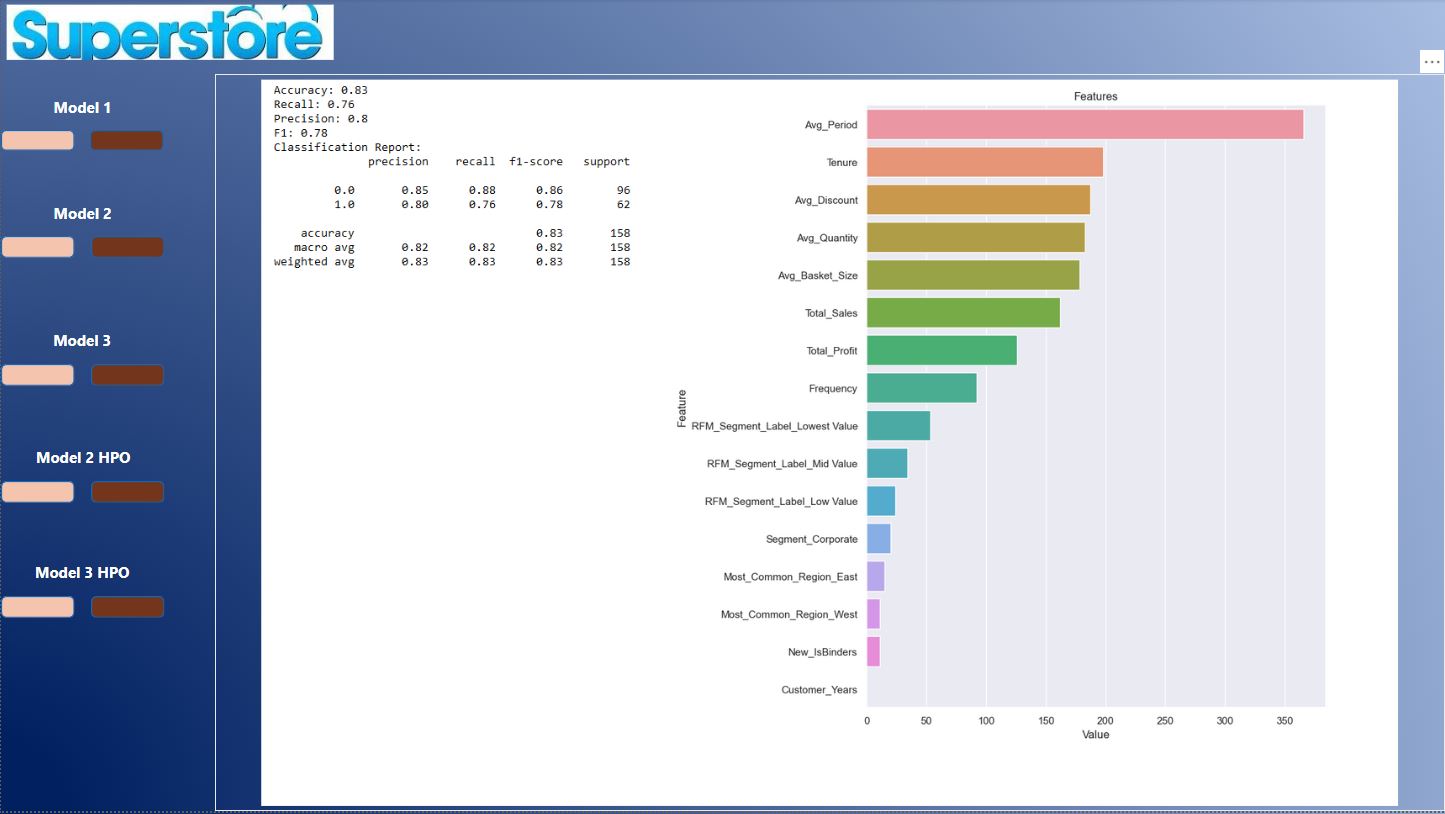 Superstore
...
Model 1
Model 2
Model 3
Model 2 HPO
Model 3 HPO
Accuracy: 0.83
Recall: 0.76
Precision: 0.8
F1: 0.78
Classification Report:
precision recall f1-score support
0.0 0.85 0.88 0.86 96
1.0 0.80 0.76 0.78 62
accuracy 0.83 158
macro avg 0.82 0.82 0.82 158
weighted avg 0.83 0.83 0.83 158
Features
Feature
Avg_Period
Tenure
Avg_Discount
Avg_Quantity
Avg_Basket_Size
Total_Sales
Total_Profit
Frequency
RFM_Segment_Label_Lowest Value
RFM_Segment_Label_Mid Value
RFM_Segment_Label_Low Value
Segment_Corporate
Most_Common_Region_East
Most_Common_Region_West
New_IsBinders
Customer_Years
0 50 100 150 200 250 300 350
Value